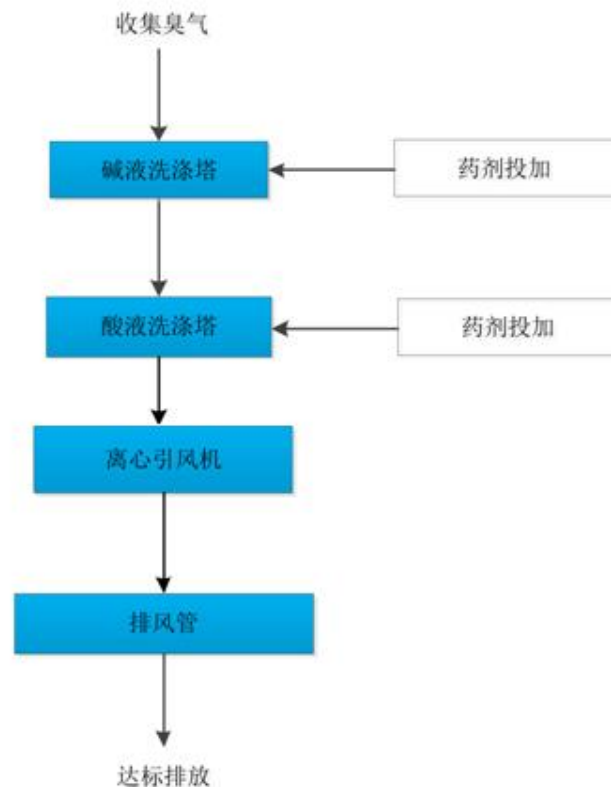 收集臭气
碱液洗涤塔
药剂投加
酸液洗涤塔
药剂投加
离心引风机
排风管
达标排放